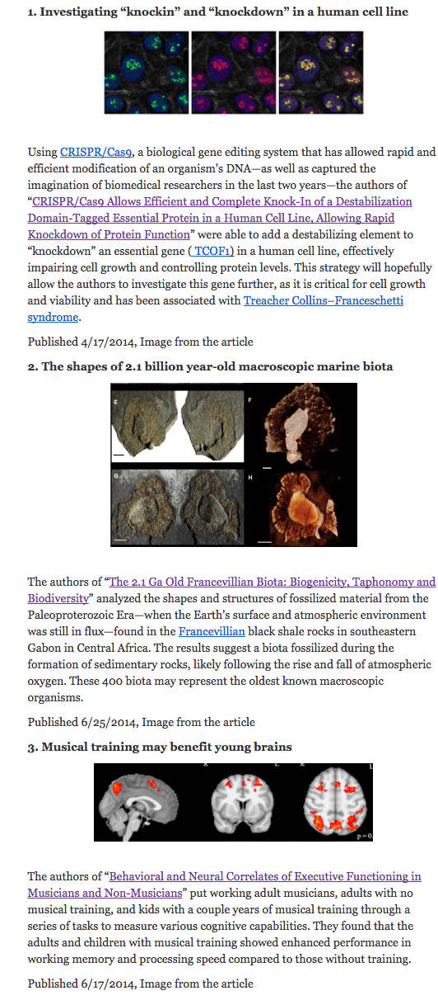 1. Investigating “knockin” and “knockdown” in a human cell line
Using CRISPR/Cas9, a biological gene editing system that has allowed rapid and
efficient modification of an organism’s DNA—as well as captured the
imagination of biomedical researchers in the last two years—the authors of
“CRISPR/Cas9 Allows Efficient and Complete Knock-In of a Destabilization
Domain-Tagged Essential Protein in a Human Cell Line, Allowing Rapid
Knockdown of Protein Function” were able to add a destabilizing element to
“knockdown” an essential gene ( TCOF1) in a human cell line, effectively
impairing cell growth and controlling protein levels. This strategy will hopefully
allow the authors to investigate this gene further, as it is critical for cell growth
and viability and has been associated with Treacher Collins–Franceschetti
syndrome.
Published 4/17/2014, Image from the article
2. The shapes of 2.1 billion year-old macroscopic marine biota
E
F
G
H
The authors of “The 2.1 Ga Old Francevillian Biota: Biogenicity, Taphonomy and
Biodiversity” analyzed the shapes and structures of fossilized material from the
Paleoproterozoic Era—when the Earth’s surface and atmospheric environment
was still in flux—found in the Francevillian black shale rocks in southeastern
Gabon in Central Africa. The results suggest a biota fossilized during the
formation of sedimentary rocks, likely following the rise and fall of atmospheric
oxygen. These 400 biota may represent the oldest known macroscopic
organisms.
Published 6/25/2014, Image from the article
3. Musical training may benefit young brains
p=0.
The authors of “Behavioral and Neural Correlates of Executive Functioning in
Musicians and Non-Musicians” put working adult musicians, adults with no
musical training, and kids with a couple years of musical training through a
series of tasks to measure various cognitive capabilities. They found that the
adults and children with musical training showed enhanced performance in
working memory and processing speed compared to those without training.
Published 6/17/2014, Image from the article